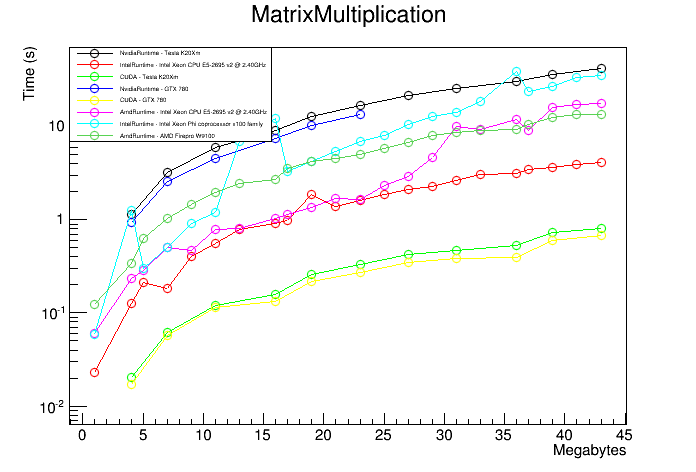 MatrixMultiplication
Time (s)
NvidiaRuntime - Tesla K20Xm
IntelRuntime - Intel Xeon CPU E5-2695 v2 @ 2.40GHz
CUDA - Tesla K20Xm
NvidiaRuntime - GTX 780
CUDA - GTX 780
AmdRuntime - Intel Xeon CPU E5-2695 v2 @ 2.40GHz
IntelRuntime - Intel Xeon Phi coprocessor x100 family
AmdRuntime - AMD Firepro W9100
10
1
10⁻¹
10⁻²
0 5 10 15 20 25 30 35 40 45
Megabytes